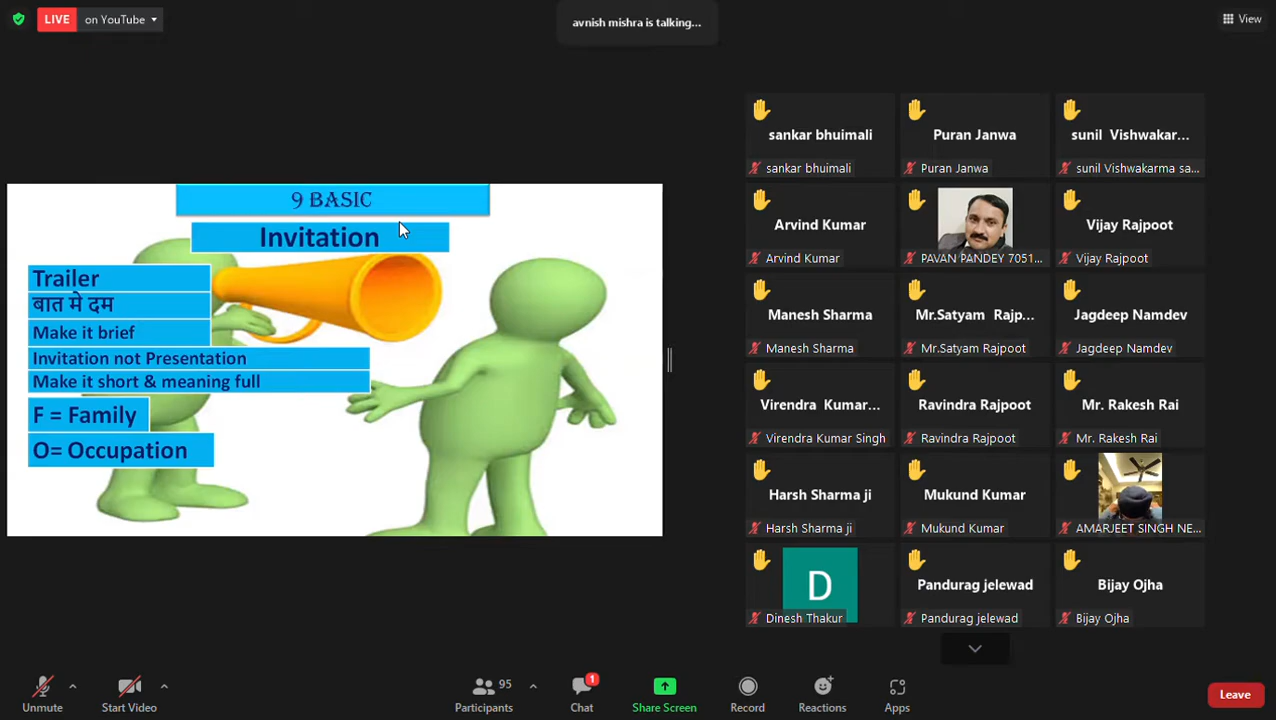 LIVE on YouTube
avnish mishra is talking...
View
9 BASIC
Invitation
Trailer
बात मे दम
Make it brief
Invitation not Presentation
Make it short & meaning full
F = Family
O= Occupation
sankar bhuimali
sankar bhuimali
Puran Janwa
Puran Janwa
sunil Vishwakar...
sunil Vishwakarma sa...
Arvind Kumar
Arvind Kumar
PAVAN PANDEY 7051...
Vijay Rajpoot
Vijay Rajpoot
Manesh Sharma
Manesh Sharma
Mr.Satyam Rajp...
Mr.Satyam Rajpoot
Jagdeep Namdev
Jagdeep Namdev
Virendra Kumar...
Virendra Kumar Singh
Ravindra Rajpoot
Ravindra Rajpoot
Mr. Rakesh Rai
Mr. Rakesh Rai
Harsh Sharma ji
Harsh Sharma ji
Mukund Kumar
Mukund Kumar
AMARJEET SINGH NE...
D
Dinesh Thakur
Pandurag jelewad
Pandurag jelewad
Bijay Ojha
Bijay Ojha
Unmute
Start Video
95
Participants
1
Chat
Share Screen
Record
Reactions
Apps
Leave